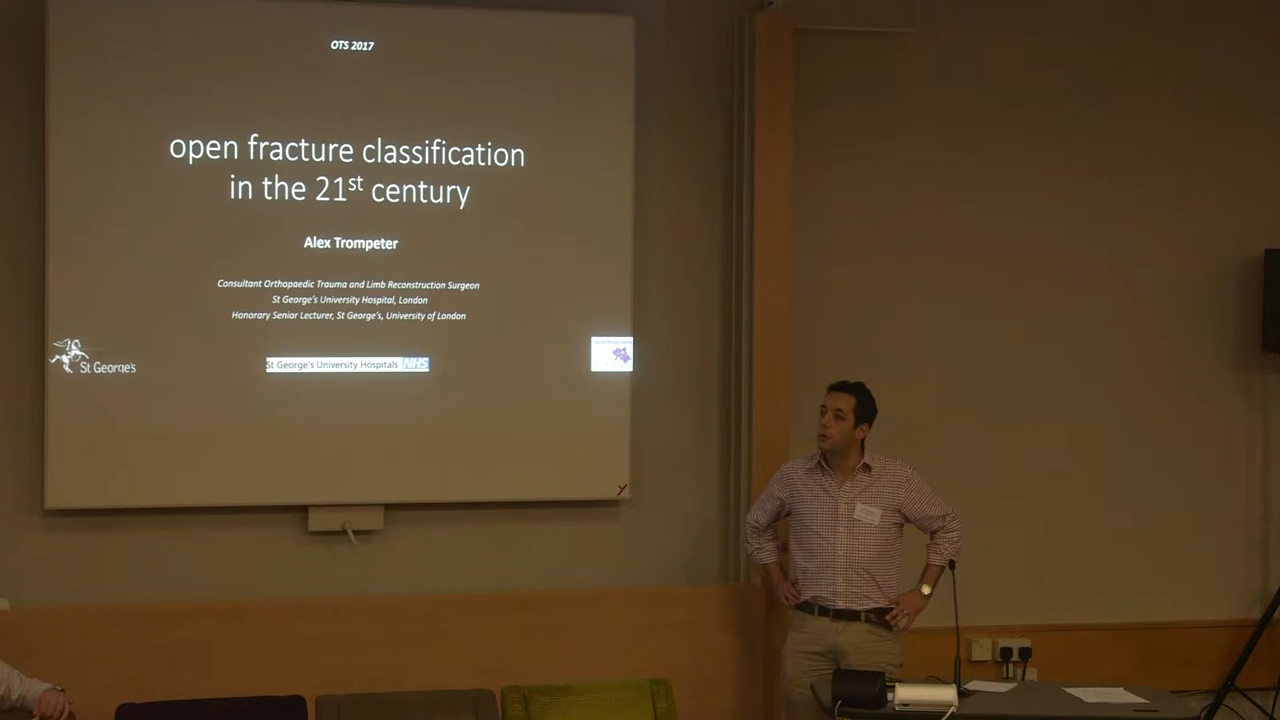 OTS 2017
open fracture classification
in the 21st century
Alex Trompeter
Consultant Orthopaedic Trauma and Limb Reconstruction Surgeon
St George's University Hospital, London
Honorary Senior Lecturer, St George's, University of London
St George's
St George's University Hospitals NHS